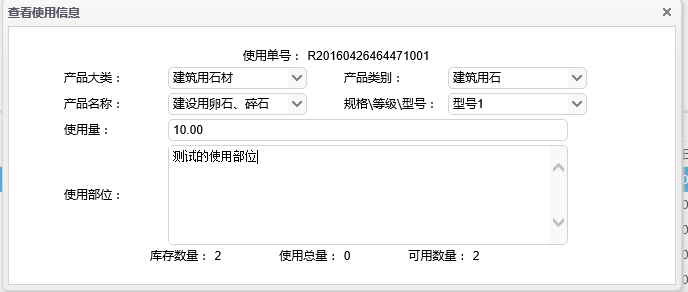 查看使用信息
使用单号： R20160426464471001
产品大类： 建筑用石材 产品类别： 建筑用石
产品名称： 建设用卵石、碎石 规格\等级\型号： 型号1
使用量： 10.00
测试的使用部位
使用部位：
库存数量： 2 使用总量： 0 可用数量： 2